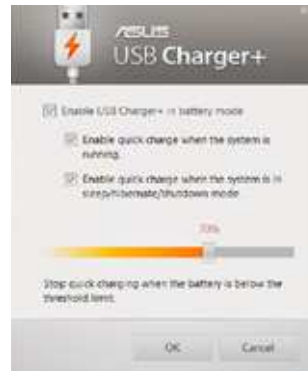 ASUS
USB Charger+
Enable USB Charger+ in battery mode
Enable quick charge when the system is
running.
Enable quick charge when the system is in
sleep/hibernate/shutdown mode
70%
Stop quick charging when the battery is below the
threshold limit.
OK
Cancel